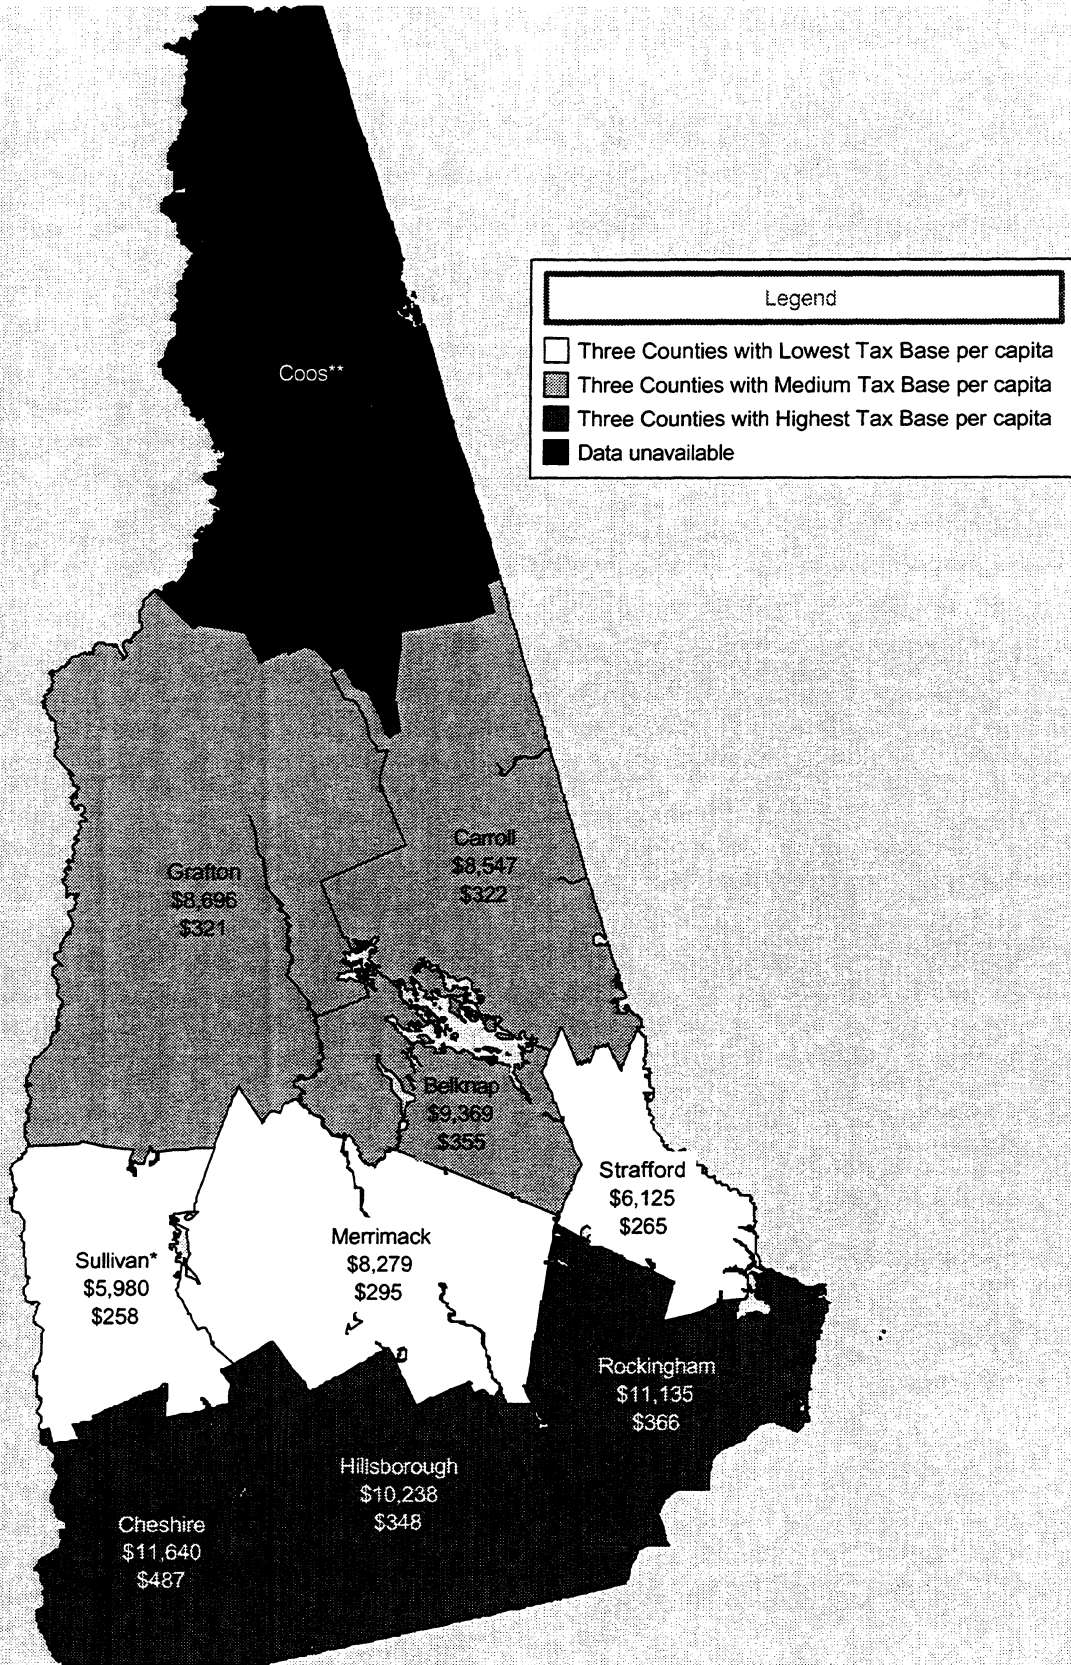 Legend
Three Counties with Lowest Tax Base per capita
Three Counties with Medium Tax Base per capita
Three Counties with Highest Tax Base per capita
Data unavailable
Coos**
Carroll
$8,547
$322
Grafton
$8,696
$321
Belknap
$9,369
$355
Strafford
$6,125
$265
Merrimack
$8,279
$295
Sullivan*
$5,980
$258
Rockingham
$11,135
$366
Hillsborough
$10,238
$348
Cheshire
$11,640
$487